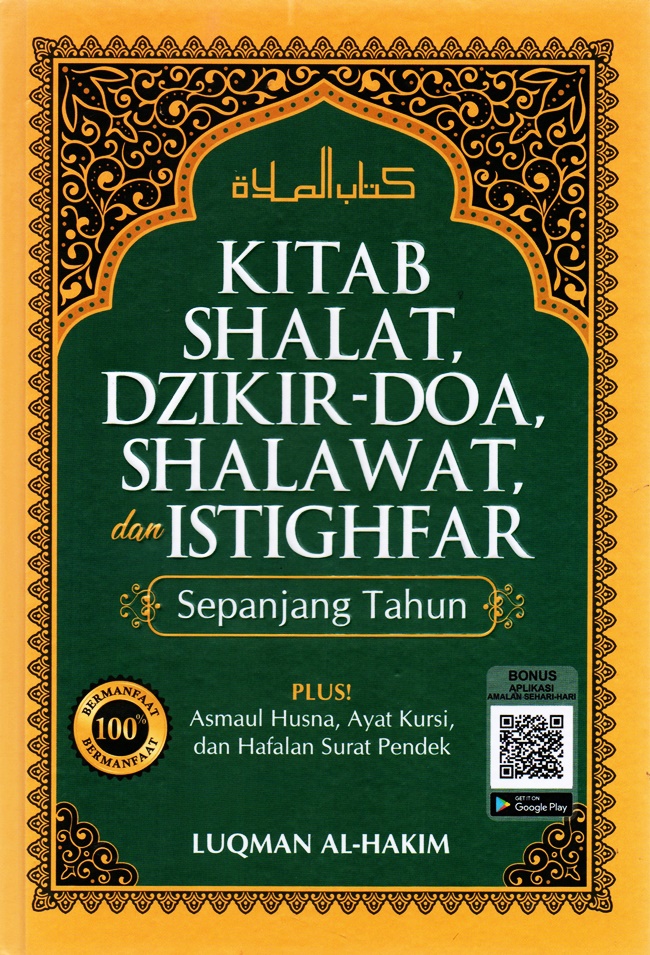 كتاب الصلاة
KITAB
SHALAT,
DZIKIR-DOA,
SHALAWAT,
dan ISTIGHFAR
Sepanjang Tahun
PLUS!
Asmaul Husna, Ayat Kursi,
dan Hafalan Surat Pendek
BERMANFAAT
100%
BERMANFAAT
BONUS
APLIKASI
AMALAN SEHARI-HARI
GET IT ON
Google Play
LUQMAN AL-HAKIM